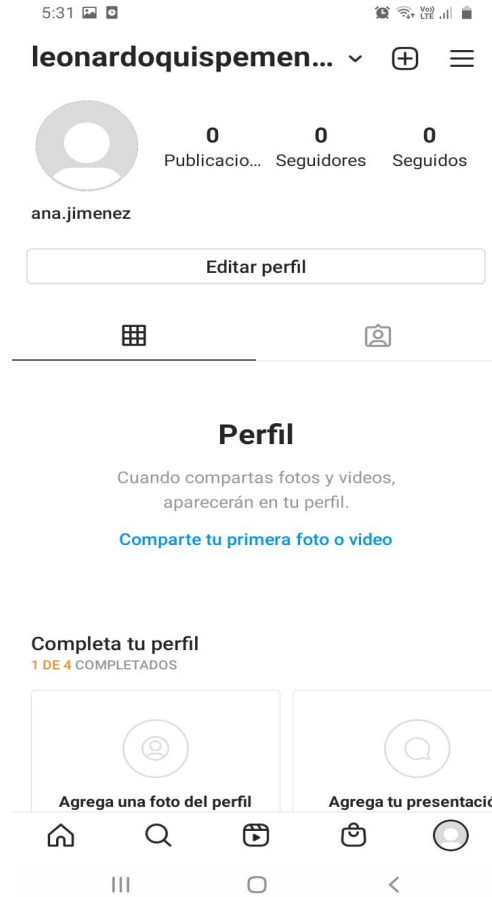 5:31
Vo))
LTE
leonardoquispemen...
0 0 0
Publicacio... Seguidores Seguidos
ana.jimenez
Editar perfil
Perfil
Cuando compartas fotos y videos,
aparecerán en tu perfil.
Comparte tu primera foto o video
Completa tu perfil
1 DE 4 COMPLETADOS
Agrega una foto del perfil Agrega tu presentació